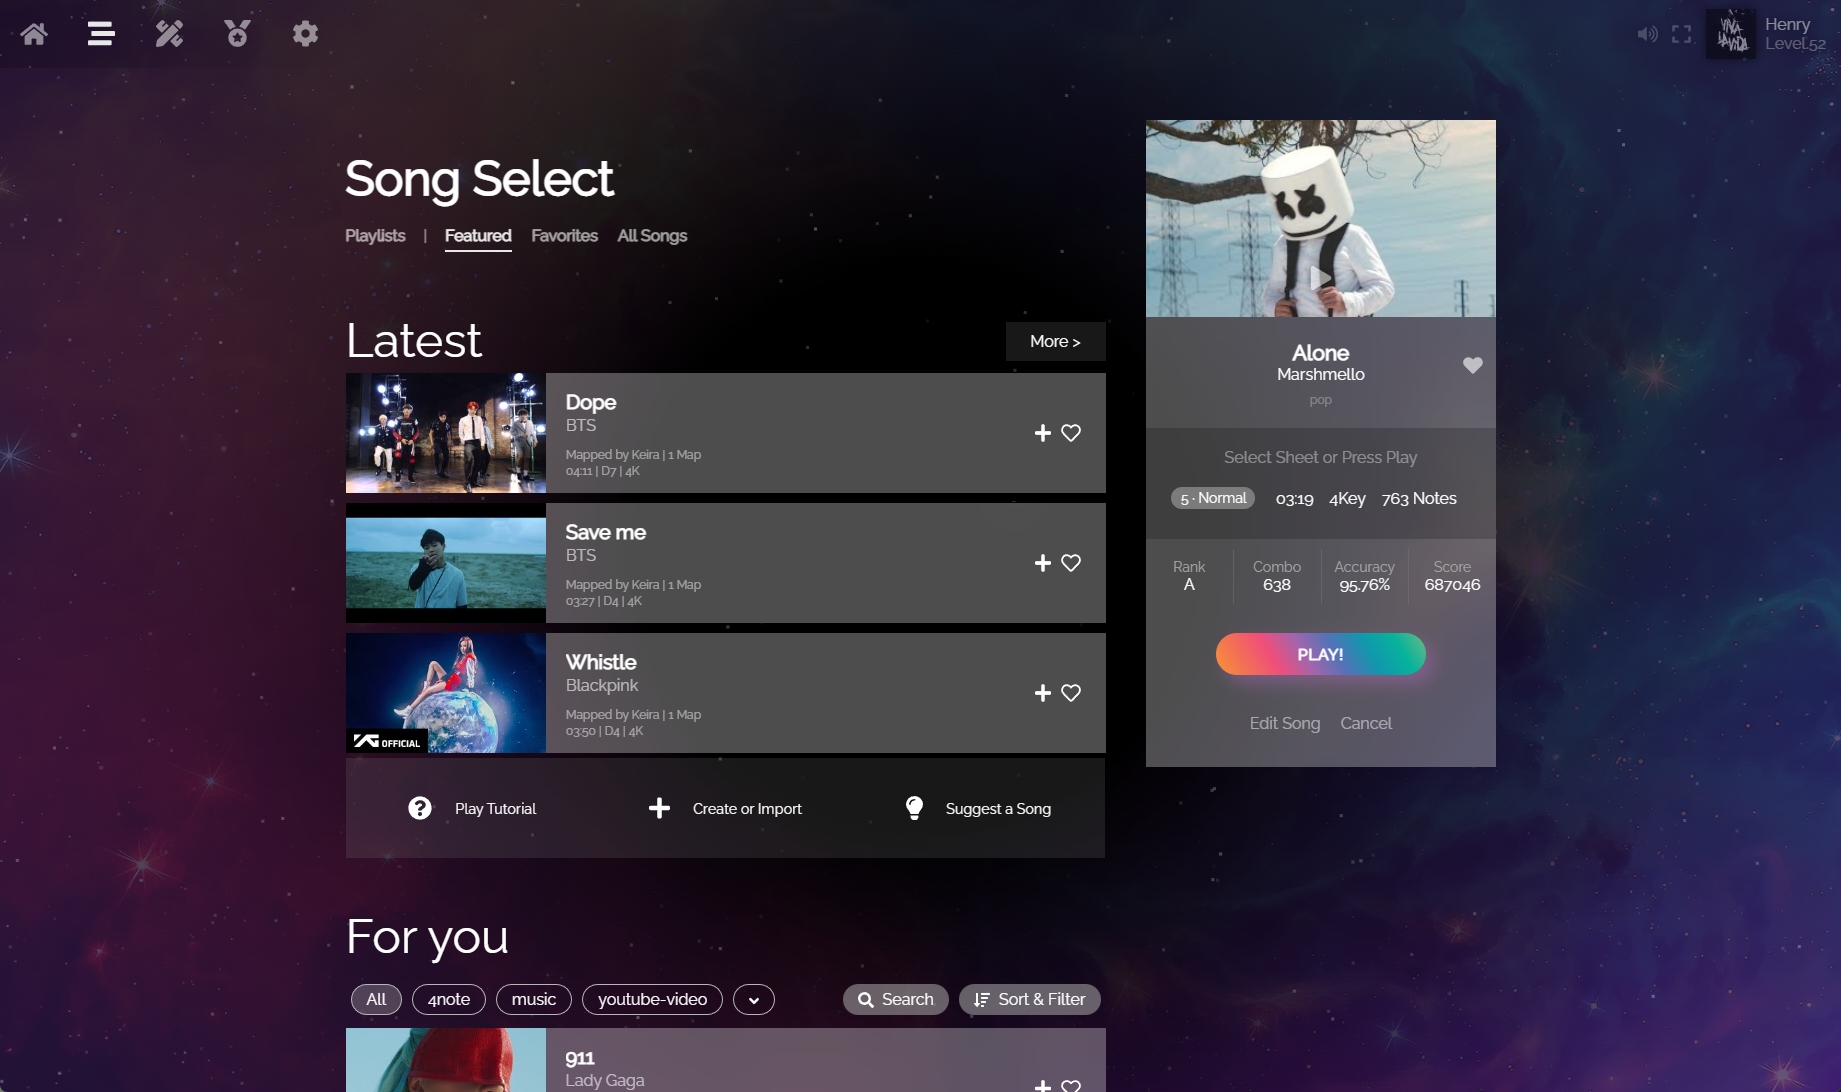 Henry
Level 52
Song Select
Playlists | Featured Favorites All Songs
Latest
More >
Dope
BTS
Mapped by Keira | 1 Map
04:11 | D7 | 4K
Save me
BTS
Mapped by Keira | 1 Map
03:27 | D4 | 4K
Whistle
Blackpink
Mapped by Keira | 1 Map
03:50 | D4 | 4K
YG OFFICIAL
Play Tutorial
Create or Import
Suggest a Song
For you
All 4note music youtube-video
Search
Sort & Filter
911
Lady Gaga
Alone
Marshmello
pop
Select Sheet or Press Play
5 · Normal 03:19 4Key 763 Notes
Rank Combo Accuracy Score
A 638 95.76% 687046
PLAY!
Edit Song Cancel